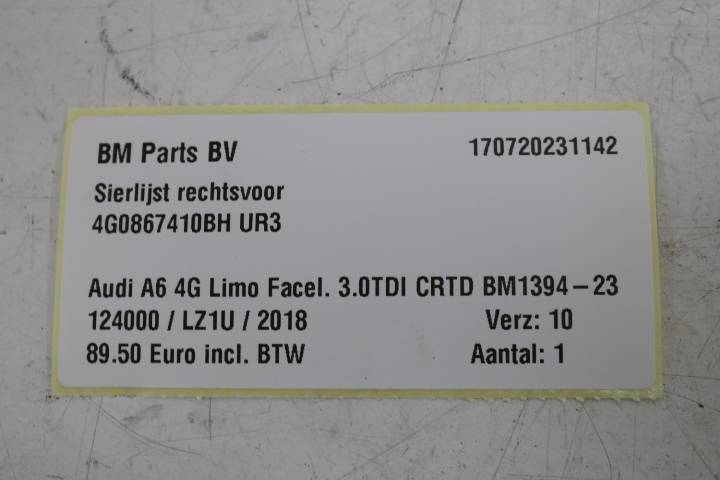 BM Parts BV 170720231142
Sierlijst rechtsvoor
4G0867410BH UR3
Audi A6 4G Limo Facel. 3.0TDI CRTD BM1394-23
124000 / LZ1U / 2018 Verz: 10
89.50 Euro incl. BTW Aantal: 1